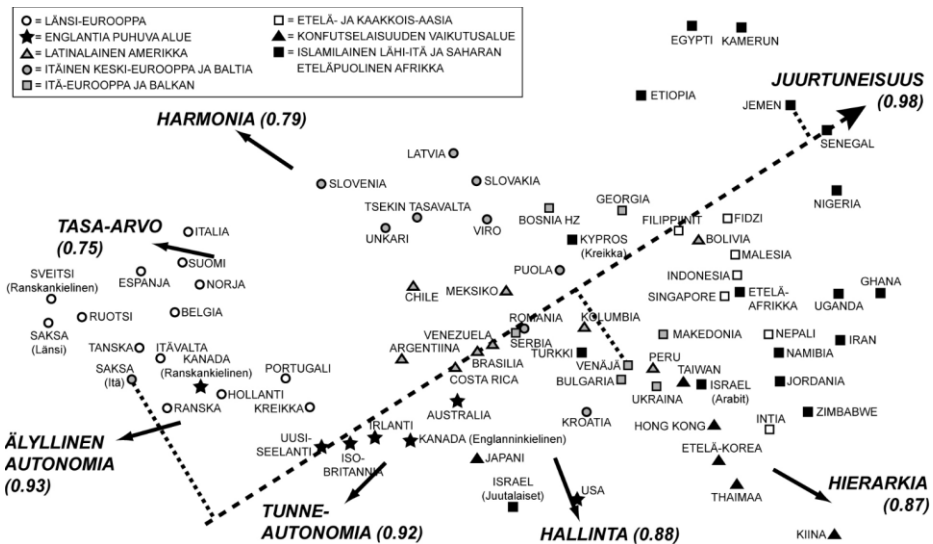 = LÄNSI-EUROOPPA
= ENGLANTIA PUHUVA ALUE
= LATINALAINEN AMERIKKA
= ITÄINEN KESKI-EUROOPPA JA BALTIA
= ITÄ-EUROOPPA JA BALKAN
= ETELÄ- JA KAAKKOIS-AASIA
= KONFUTSELAISUUDEN VAIKUTUSALUE
= ISLAMILAINEN LÄHI-ITÄ JA SAHARAN
ETELÄPUOLINEN AFRIKKA
EGYPTI
KAMERUN
JUURTUNEISUUS
(0.98)
ETIOPIA
JEMEN
HARMONIA (0.79)
SENEGAL
LATVIA
SLOVENIA
SLOVAKIA
NIGERIA
GEORGIA
TSEKIN TASAVALTA
BOSNIA HZ
FILIPPIINIT
FIDZI
TASA-ARVO
(0.75)
ITALIA
UNKARI
VIRO
KYPROS
(Kreikka)
BOLIVIA
MALESIA
SUOMI
SVEITSI
(Ranskankielinen)
ESPANJA
NORJA
PUOLA
INDONESIA
CHILE
MEKSIKO
SINGAPORE
ETELÄ-
AFRIKKA
UGANDA
GHANA
SAKSA
(Länsi)
RUOTSI
BELGIA
ROMANIA
KOLUMBIA
VENEZUELA
SERBIA
MAKEDONIA
NEPALI
IRAN
TANSKA
ITÄVALTA
ARGENTIINA
BRASILIA
TURKKI
VENÄJÄ
PERU
TAIWAN
NAMIBIA
KANADA
(Ranskankielinen)
PORTUGALI
COSTA RICA
SAKSA
(Itä)
BULGARIA
UKRAINA
ISRAEL
(Arabit)
JORDANIA
HOLLANTI
RANSKA
KREIKKA
AUSTRALIA
KROATIA
ZIMBABWE
HONG KONG
INTIA
ÄLYLLINEN
AUTONOMIA
(0.93)
UUSI-
SEELANTI
ISO-
BRITANNIA
IRLANTI
KANADA (Englanninkielinen)
JAPANI
ETELÄ-KOREA
ISRAEL
(Juutalaiset)
USA
THAIMAA
HIERARKIA
(0.87)
TUNNE-
AUTONOMIA (0.92)
HALLINTA (0.88)
KIINA